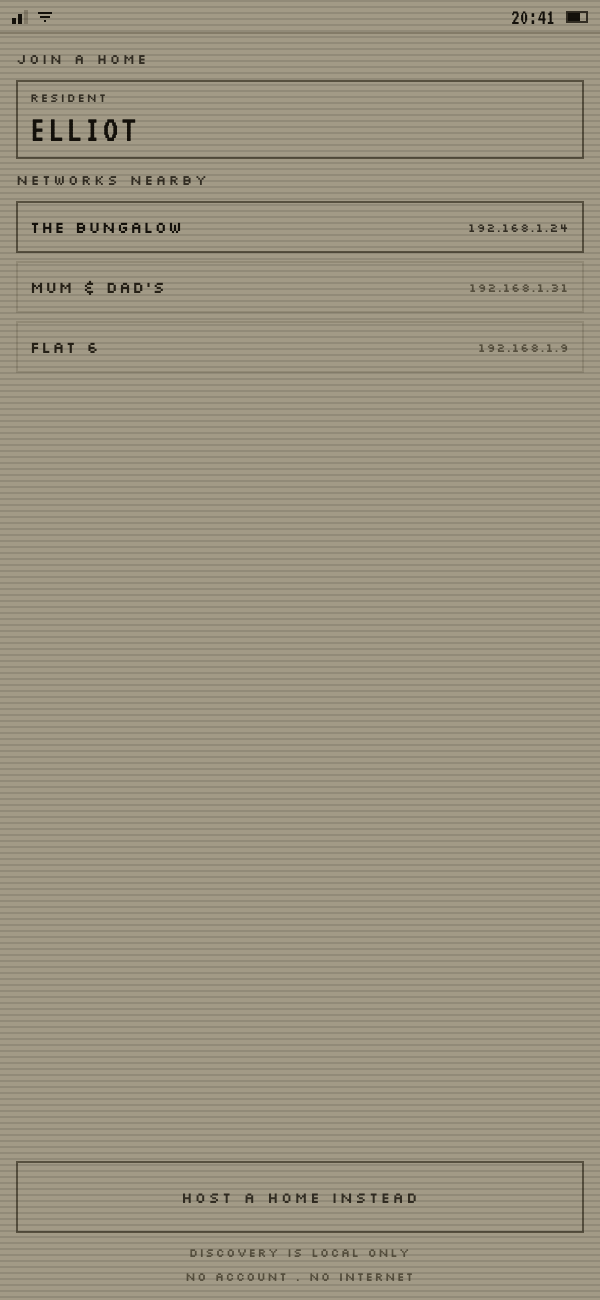 20:41
JOIN A HOME
RESIDENT
ELLIOT
NETWORKS NEARBY
THE BUNGALOW 192.168.1.24
MUM & DAD'S 192.168.1.31
FLAT 6 192.168.1.9
HOST A HOME INSTEAD
DISCOVERY IS LOCAL ONLY
NO ACCOUNT . NO INTERNET